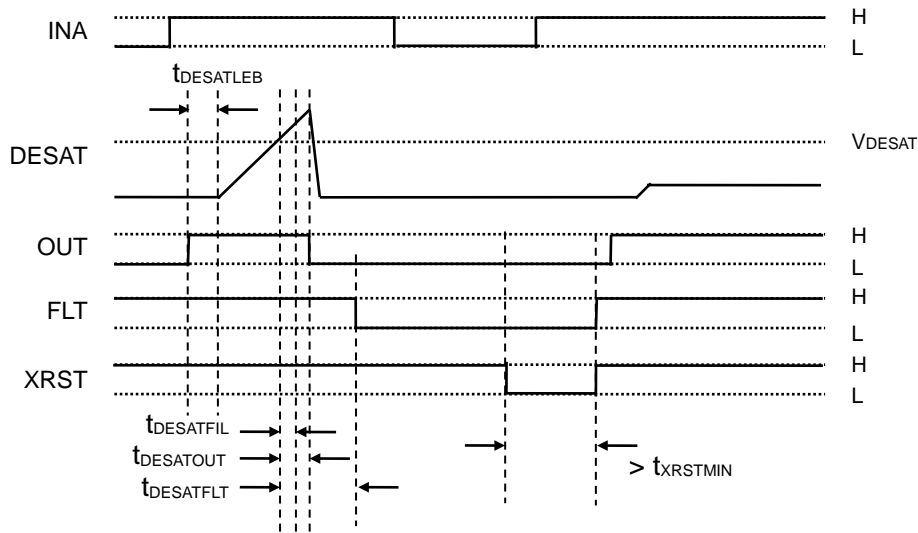 INA
H
L
tDESATLEB
DESAT
VDESAT
OUT
H
L
FLT
H
L
XRST
H
L
tDESATFIL
tDESATOUT
tDESATFLT
> tXRSTMIN